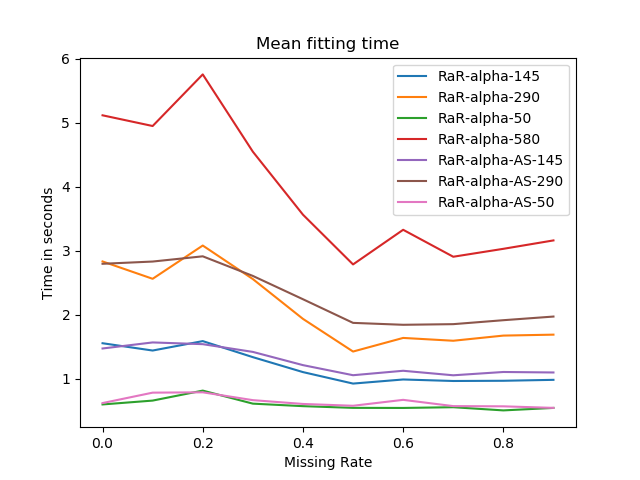 Mean fitting time
6
5
4
3
2
1
Time in seconds
RaR-alpha-145
RaR-alpha-290
RaR-alpha-50
RaR-alpha-580
RaR-alpha-AS-145
RaR-alpha-AS-290
RaR-alpha-AS-50
0.0 0.2 0.4 0.6 0.8
Missing Rate